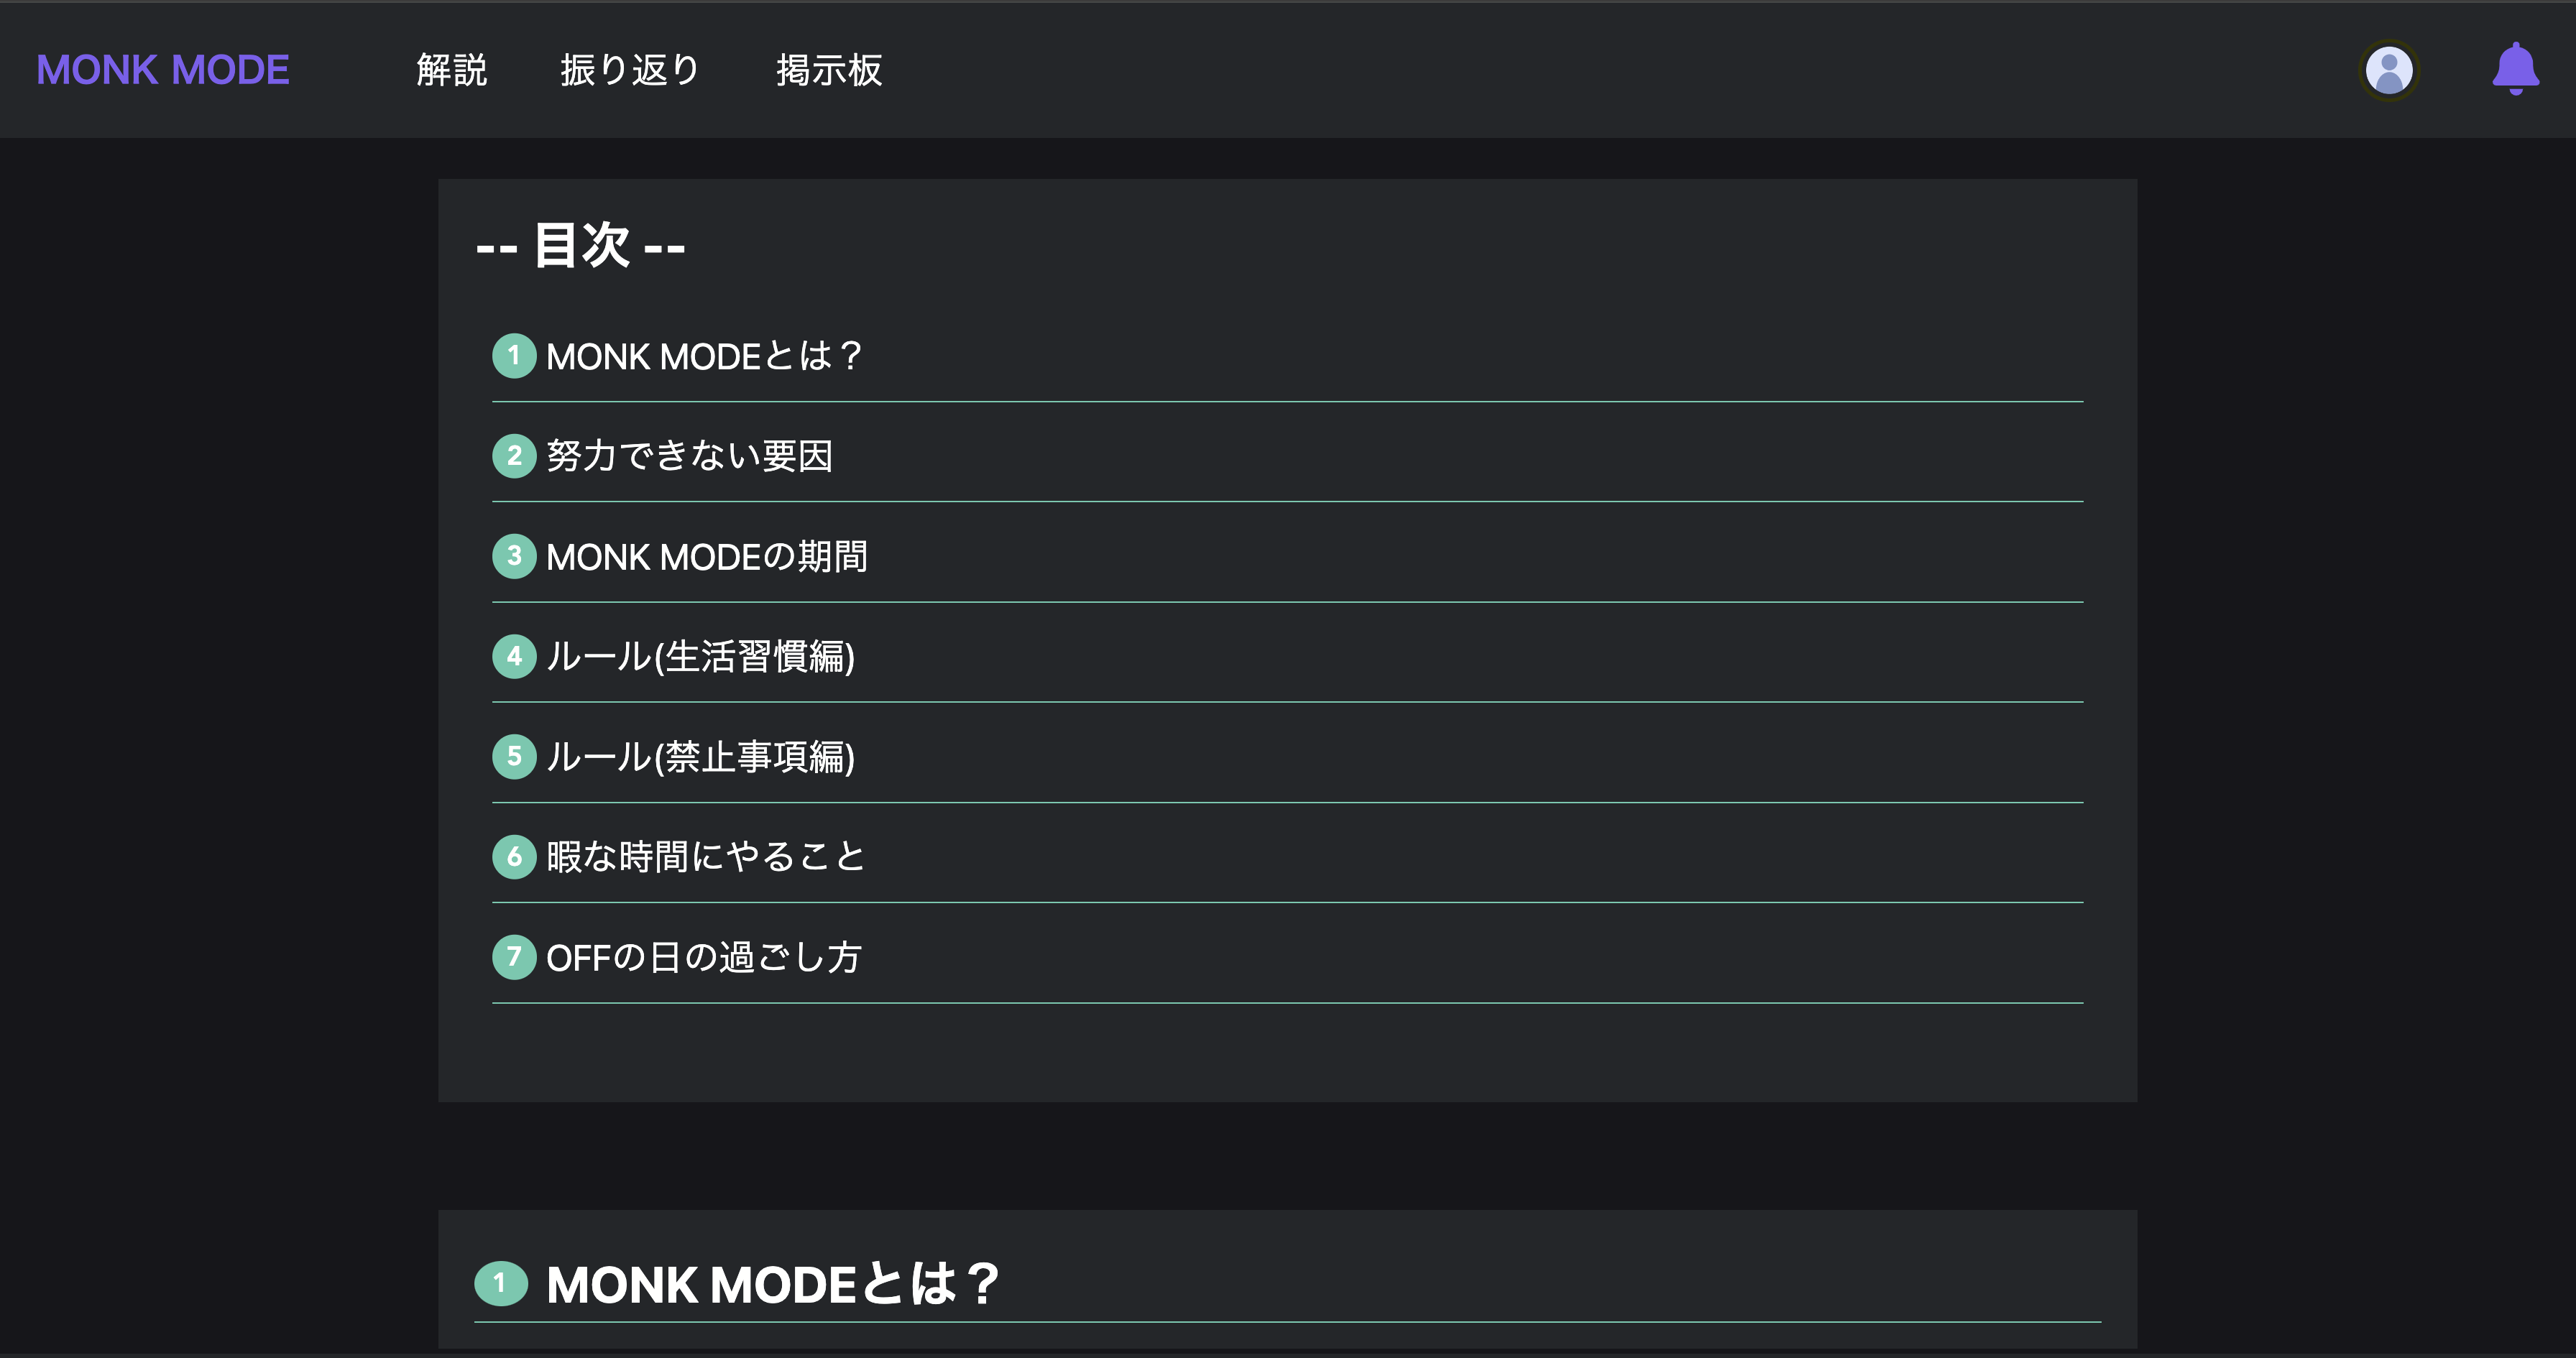 MONK MODE 解説 振り返り 掲示板
-- 目次 --
1 MONK MODEとは？
2 努力できない要因
3 MONK MODEの期間
4 ルール(生活習慣編)
5 ルール(禁止事項編)
6 暇な時間にやること
7 OFFの日の過ごし方
1 MONK MODEとは？